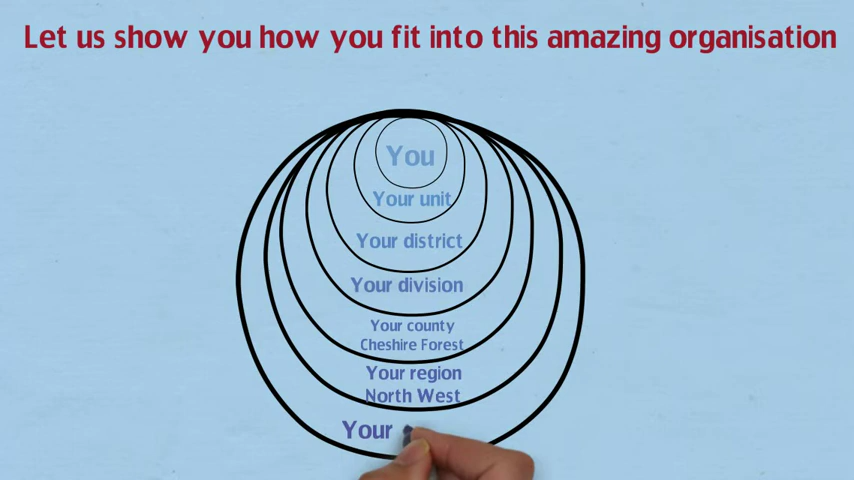 Let us show you how you fit into this amazing organisation
You
Your unit
Your district
Your division
Your county
Cheshire Forest
Your region
North West
Your